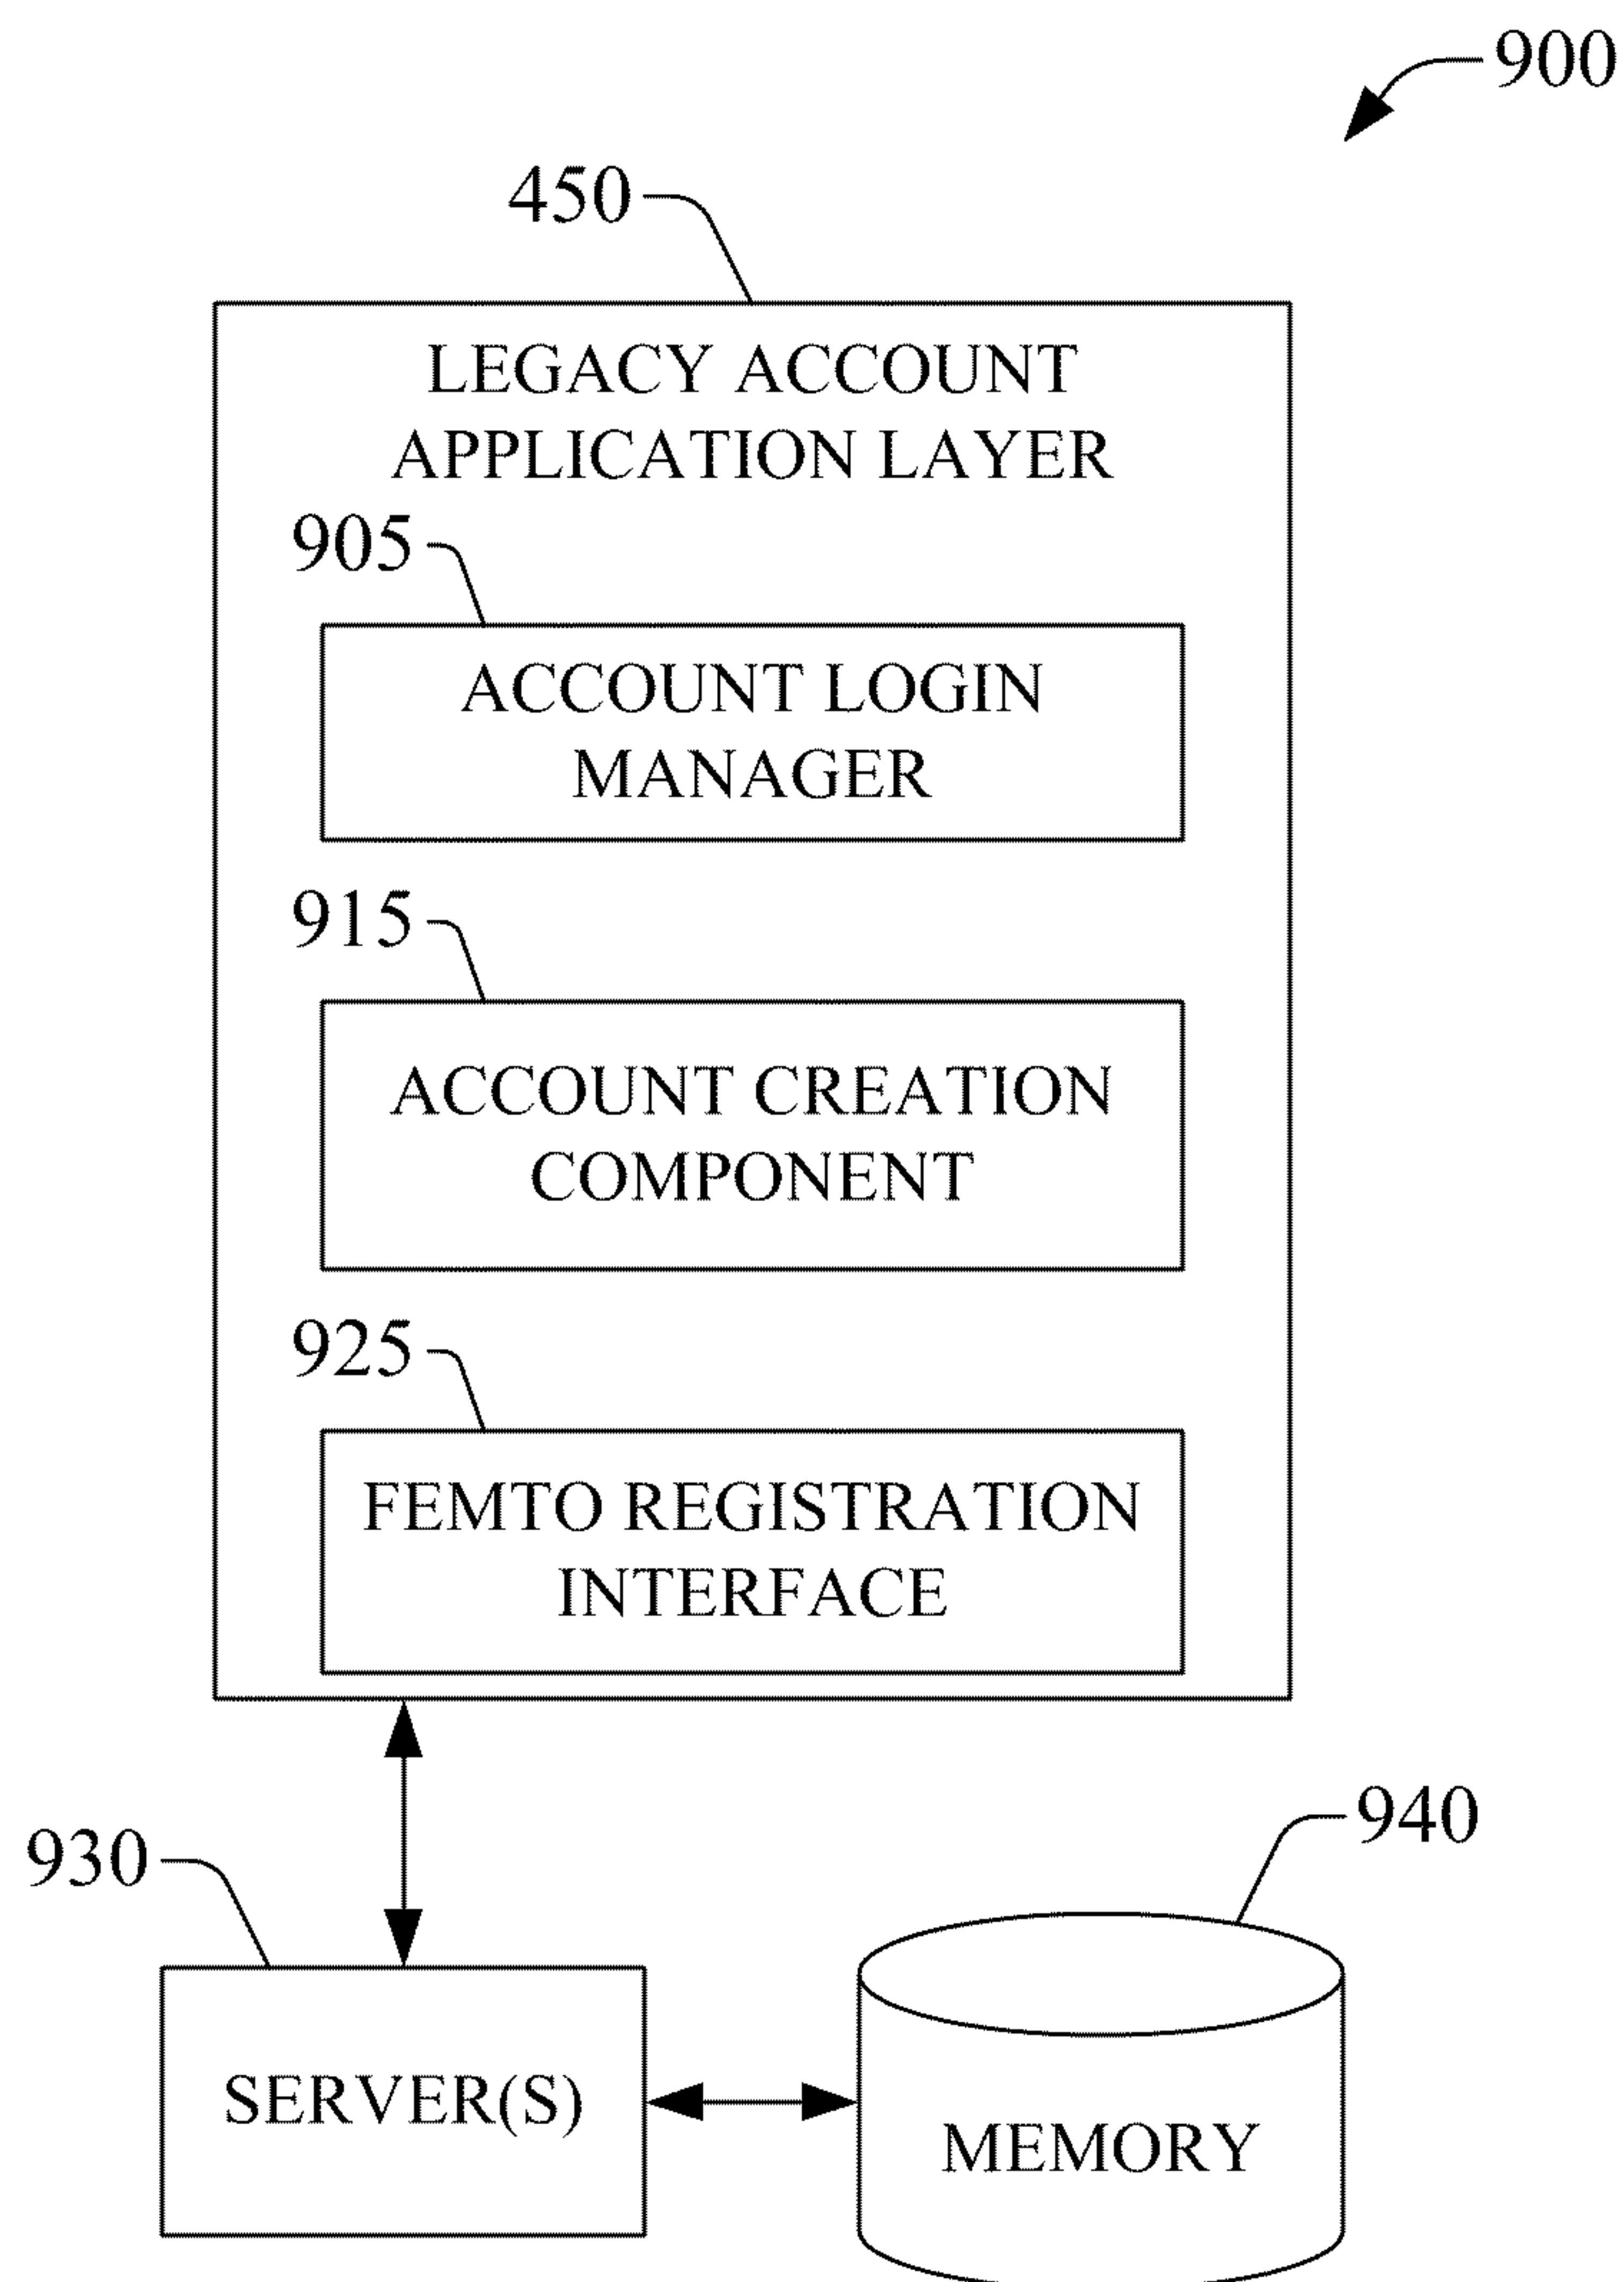 900
450
LEGACY ACCOUNT
APPLICATION LAYER
905
ACCOUNT LOGIN
MANAGER
915
ACCOUNT CREATION
COMPONENT
925
FEMTO REGISTRATION
INTERFACE
940
930
SERVER(S)
MEMORY